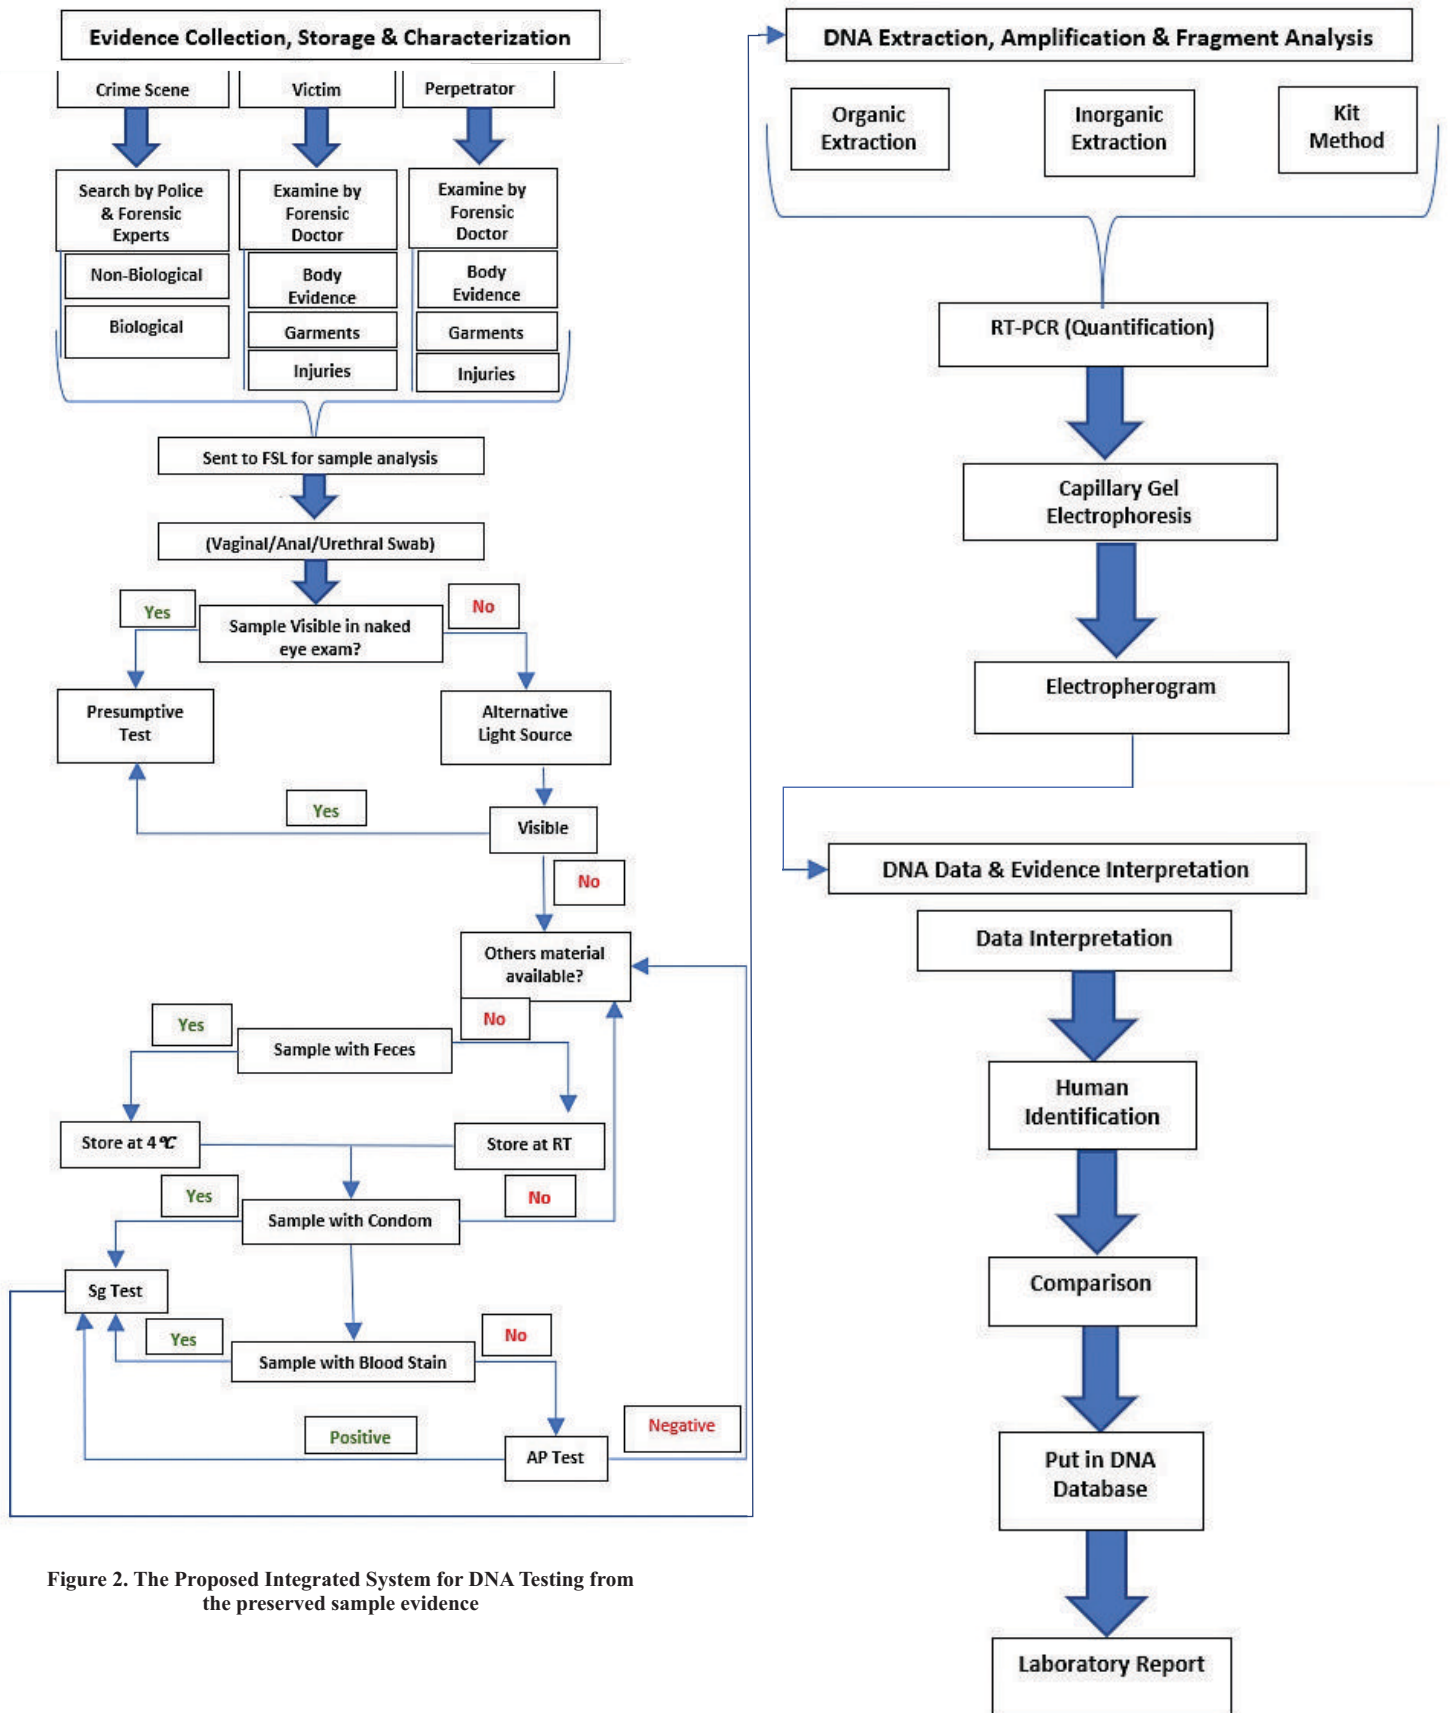 Evidence Collection, Storage & Characterization
Crime Scene
Victim
Perpetrator
Search by Police
& Forensic
Experts
Examine by
Forensic
Doctor
Examine by
Forensic
Doctor
Non-Biological
Biological
Body
Evidence
Garments
Injuries
Body
Evidence
Garments
Injuries
Sent to FSL for sample analysis
(Vaginal/Anal/Urethral Swab)
Yes
No
Sample Visible in naked
eye exam?
Presumptive
Test
Alternative
Light Source
Yes
Visible
No
Others material
available?
Yes
No
Sample with Feces
Store at 4℃
Store at RT
Yes
No
Sample with Condom
Sg Test
Yes
No
Sample with Blood Stain
Positive
Negative
AP Test
Figure 2. The Proposed Integrated System for DNA Testing from
the preserved sample evidence
DNA Extraction, Amplification & Fragment Analysis
Organic
Extraction
Inorganic
Extraction
Kit
Method
RT-PCR (Quantification)
Capillary Gel
Electrophoresis
Electropherogram
DNA Data & Evidence Interpretation
Data Interpretation
Human
Identification
Comparison
Put in DNA
Database
Laboratory Report